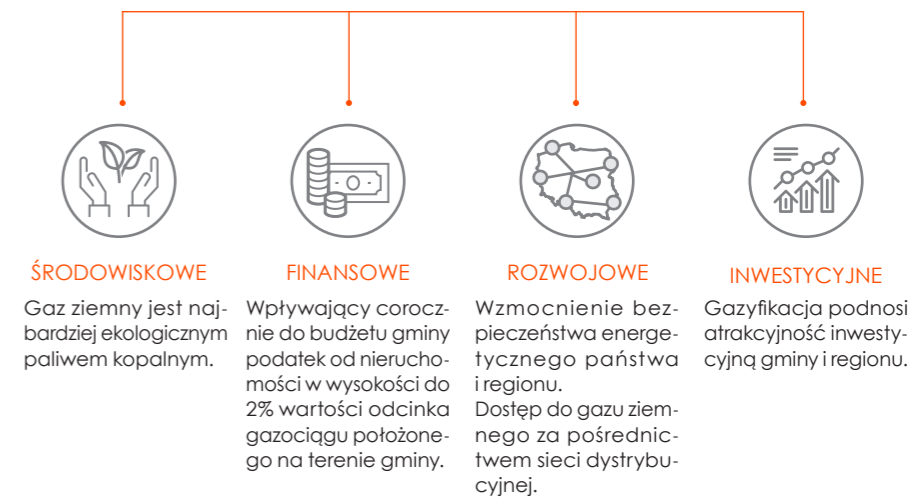 ŚRODOWISKOWE
Gaz ziemny jest naj-
bardziej ekologicznym
paliwem kopalnym.
FINANSOWE
Wpływający corocz-
nie do budżetu gminy
podatek od nierucho-
mości w wysokości do
2% wartości odcinka
gazociągu położone-
go na terenie gminy.
ROZWOJOWE
Wzmocnienie bez-
pieczeństwa energe-
tycznego państwa
i regionu.
Dostęp do gazu ziem-
nego za pośrednic-
twem sieci dystrybu-
cyjnej.
INWESTYCYJNE
Gazyfikacja podnosi
atrakcyjność inwesty-
cyjną gminy i regionu.